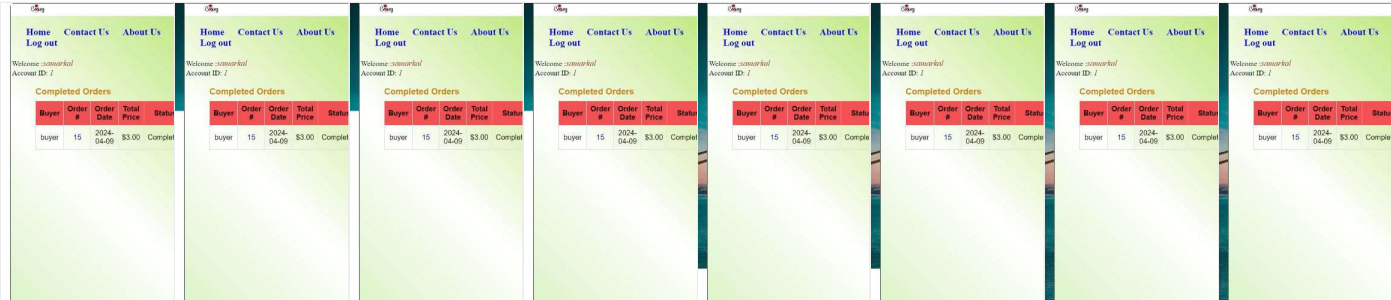 Home Contact Us About Us
Log out
Welcome :samarkal
Account ID: 1
Completed Orders
Buyer Order # Order Date Total Price Statu
buyer 15 2024-04-09 $3.00 Complet
Home Contact Us About Us
Log out
Welcome :samarkal
Account ID: 1
Completed Orders
Buyer Order # Order Date Total Price Statu
buyer 15 2024-04-09 $3.00 Complet
Home Contact Us About Us
Log out
Welcome :samarkal
Account ID: 1
Completed Orders
Buyer Order # Order Date Total Price Statu
buyer 15 2024-04-09 $3.00 Complet
Home Contact Us About Us
Log out
Welcome :samarkal
Account ID: 1
Completed Orders
Buyer Order # Order Date Total Price Statu
buyer 15 2024-04-09 $3.00 Complet
Home Contact Us About Us
Log out
Welcome :samarkal
Account ID: 1
Completed Orders
Buyer Order # Order Date Total Price Statu
buyer 15 2024-04-09 $3.00 Comple
Home Contact Us About Us
Log out
Welcome :samarkal
Account ID: 1
Completed Orders
Buyer Order # Order Date Total Price Statu
buyer 15 2024-04-09 $3.00 Comple
Home Contact Us About Us
Log out
Welcome :samarkal
Account ID: 1
Completed Orders
Buyer Order # Order Date Total Price Statu
buyer 15 2024-04-09 $3.00 Comple
Home Contact Us About Us
Log out
Welcome :samarkal
Account ID: 1
Completed Orders
Buyer Order # Order Date Total Price Statu
buyer 15 2024-04-09 $3.00 Comple